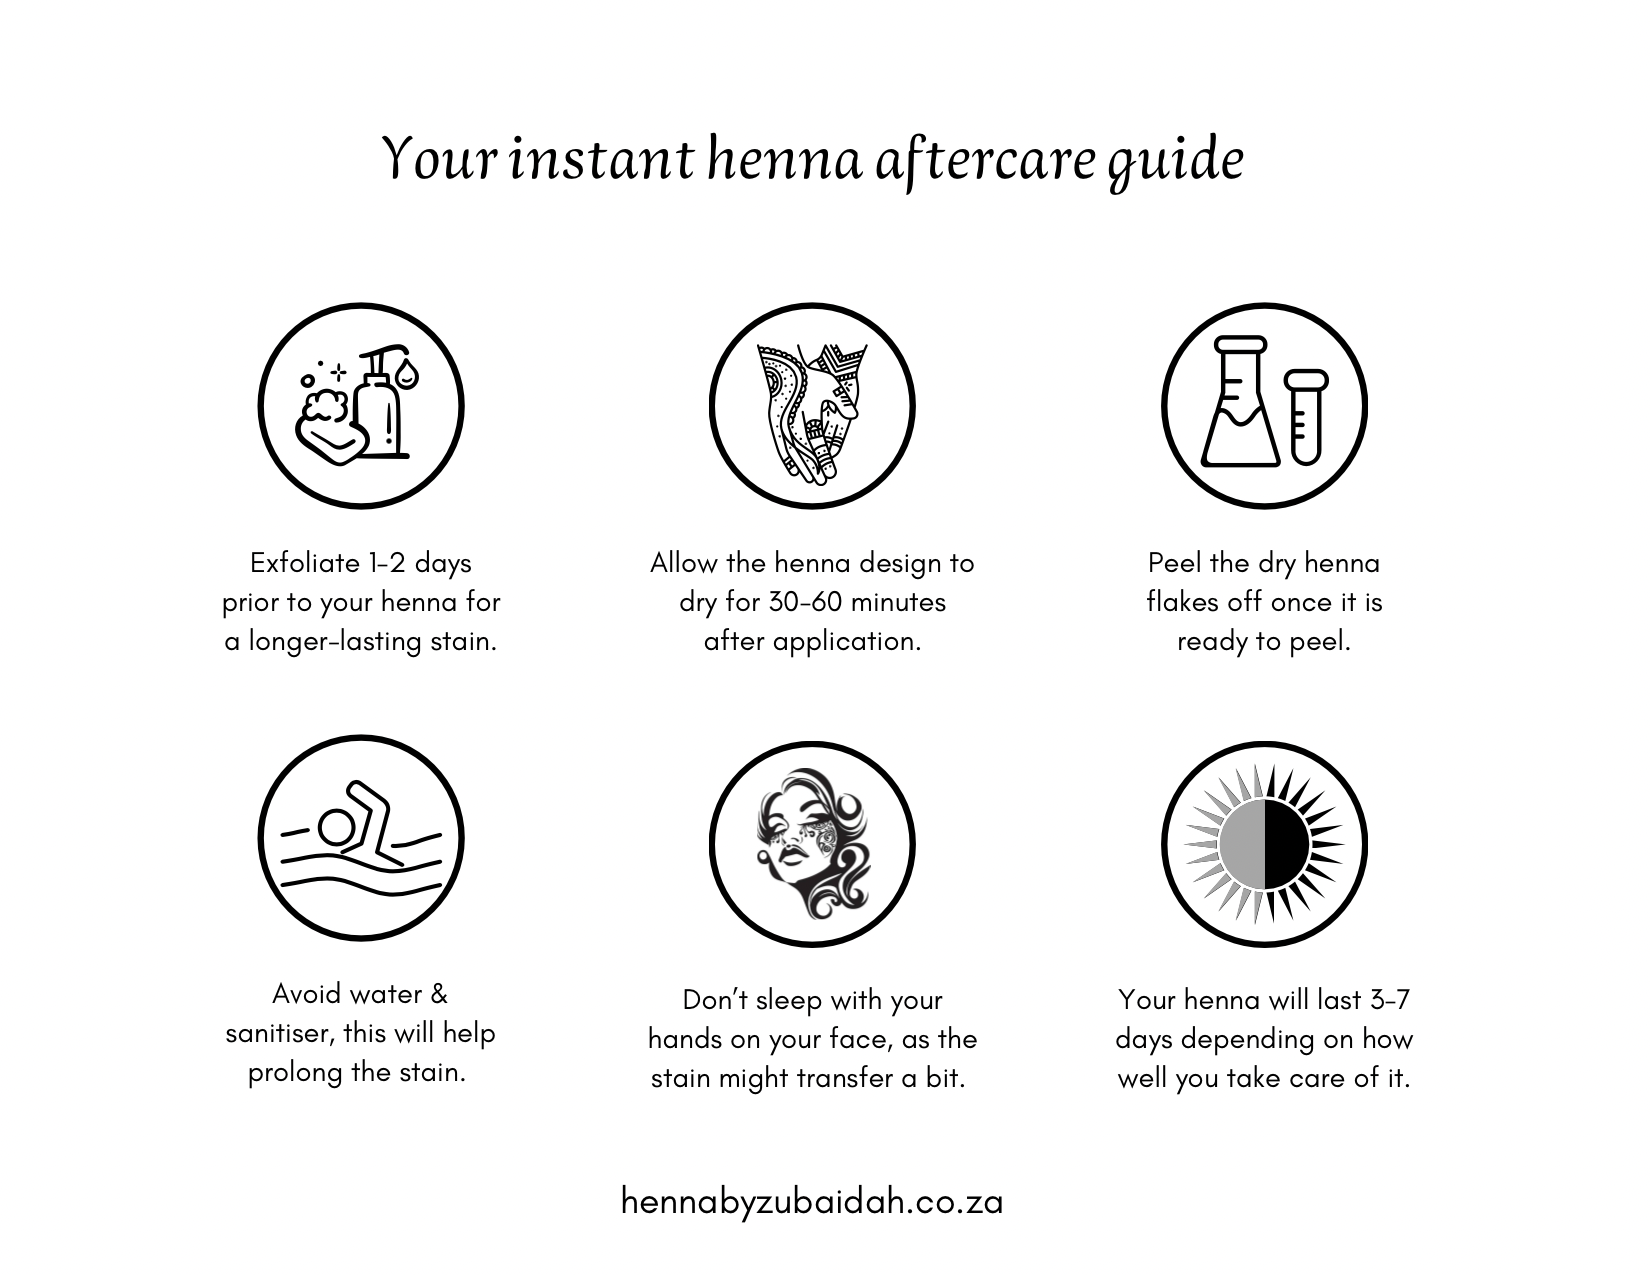 Your instant henna aftercare guide
Exfoliate 1-2 days
prior to your henna for
a longer-lasting stain.
Allow the henna design to
dry for 30-60 minutes
after application.
Peel the dry henna
flakes off once it is
ready to peel.
Avoid water &
sanitiser, this will help
prolong the stain.
Don't sleep with your
hands on your face, as the
stain might transfer a bit.
Your henna will last 3-7
days depending on how
well you take care of it.
hennabyzubaidah.co.za